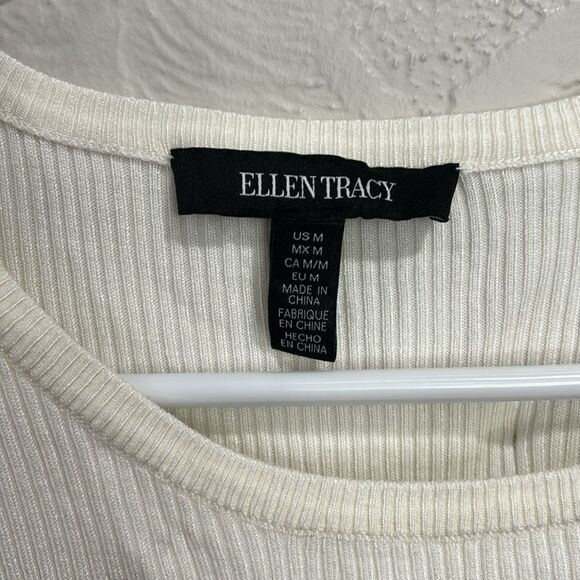 ELLEN TRACY
US M
MX M
CA M/M
EU M
MADE IN
CHINA
FABRIQUE
EN CHINE
HECHO
EN CHINA